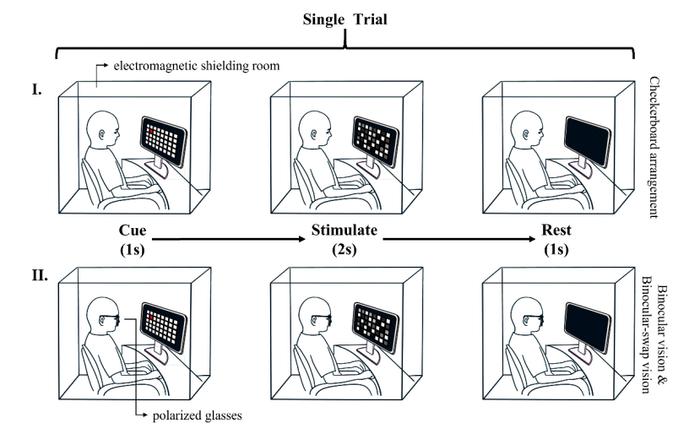 Single Trial
electromagnetic shielding room
I.
Checkerboard arrangement
Cue
(1s)
Stimulate
(2s)
Rest
(1s)
II.
Binocular vision &
Binocular-swap vision
polarized glasses